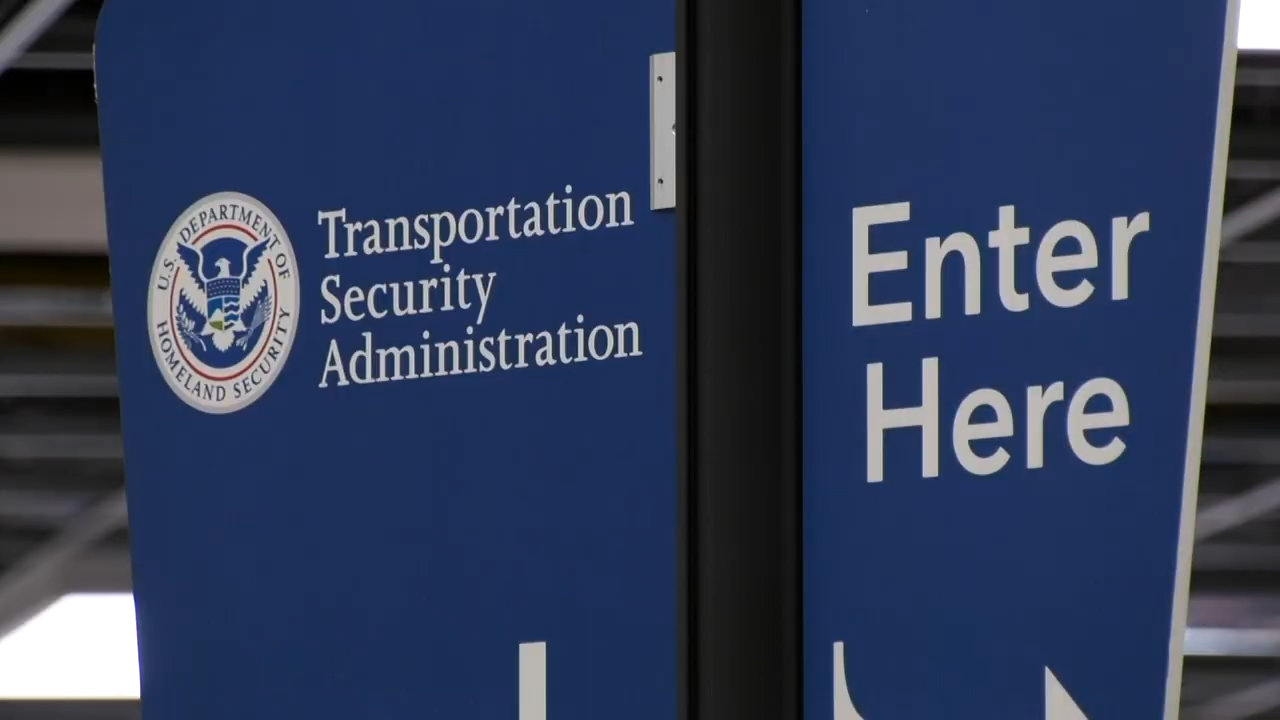 U.S. DEPARTMENT OF
HOMELAND SECURITY
Transportation
Security
Administration
Enter
Here